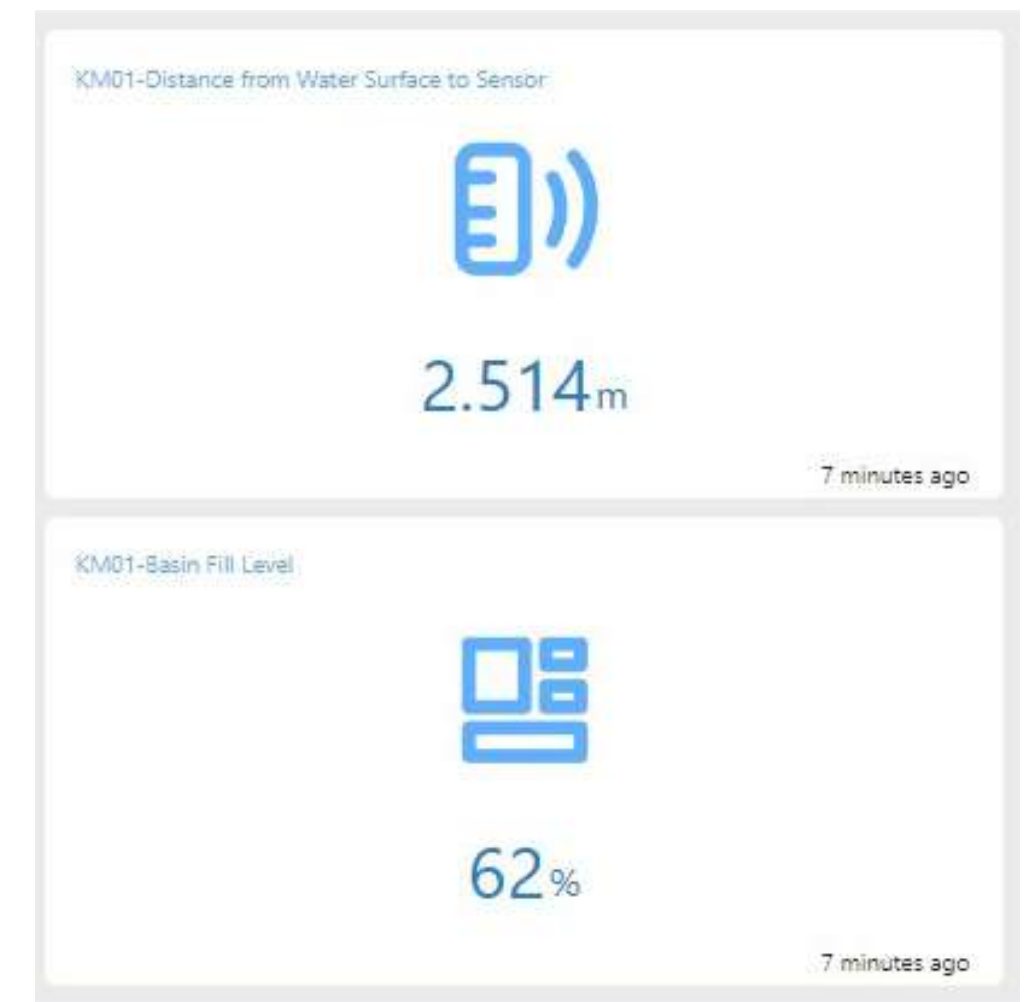 KM01-Distance from Water Surface to Sensor
2.514 m
7 minutes ago
KM01-Basin Fill Level
62 %
7 minutes ago